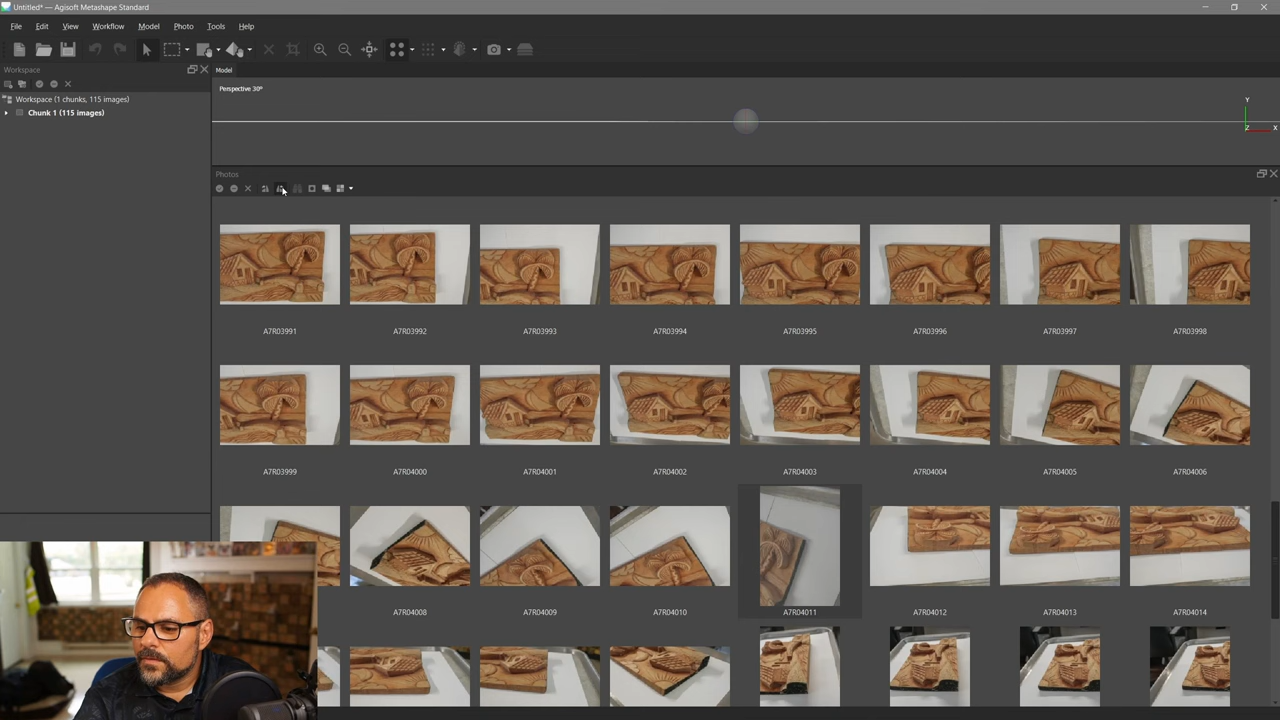 Untitled* — Agisoft Metashape Standard
File Edit View Workflow Model Photo Tools Help
Workspace
Model
Perspective 30°
Y
Z X
Workspace (1 chunks, 115 images)
Chunk 1 (115 images)
Photos
A7R03991 A7R03992 A7R03993 A7R03994 A7R03995 A7R03996 A7R03997 A7R03998
A7R03999 A7R04000 A7R04001 A7R04002 A7R04003 A7R04004 A7R04005 A7R04006
A7R04008 A7R04009 A7R04010 A7R04011 A7R04012 A7R04013 A7R04014